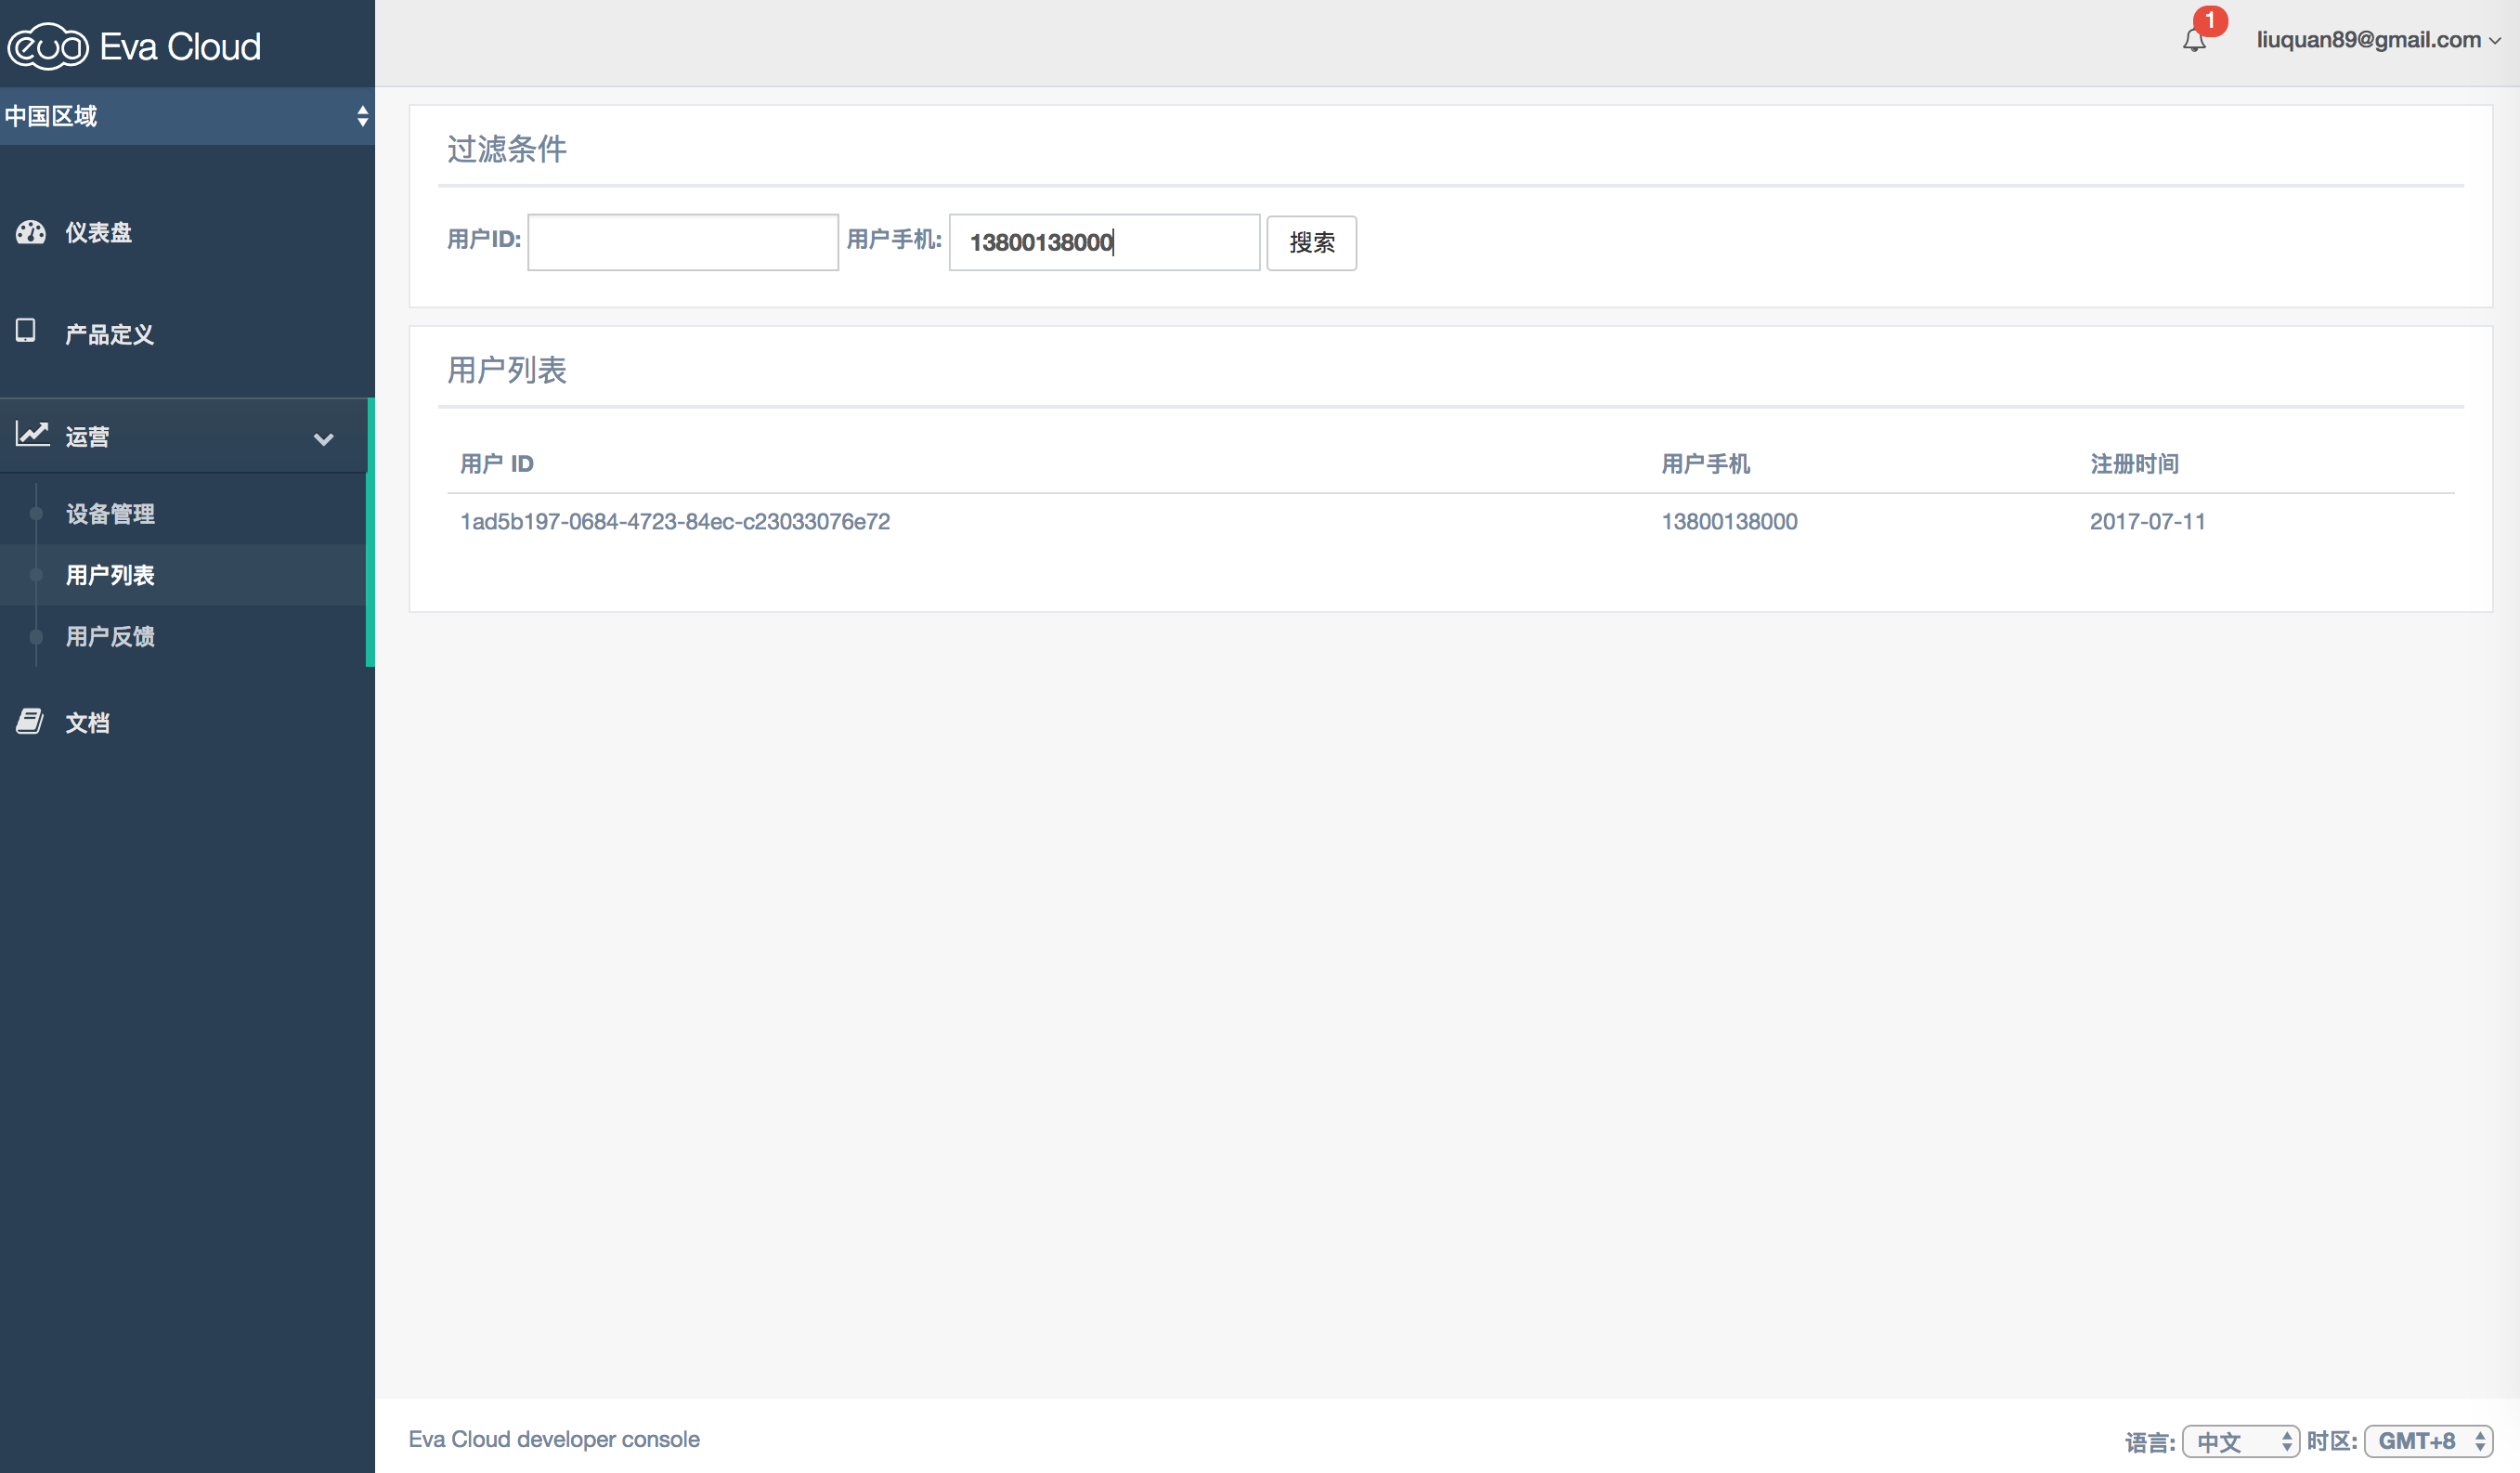 eva Eva Cloud
1
liuquan89@gmail.com
中国区域
仪表盘
产品定义
运营
设备管理
用户列表
用户反馈
文档
过滤条件
用户ID: 用户手机: 13800138000 搜索
用户列表
用户 ID 用户手机 注册时间
1ad5b197-0684-4723-84ec-c23033076e72 13800138000 2017-07-11
Eva Cloud developer console
语言: 中文 时区: GMT+8